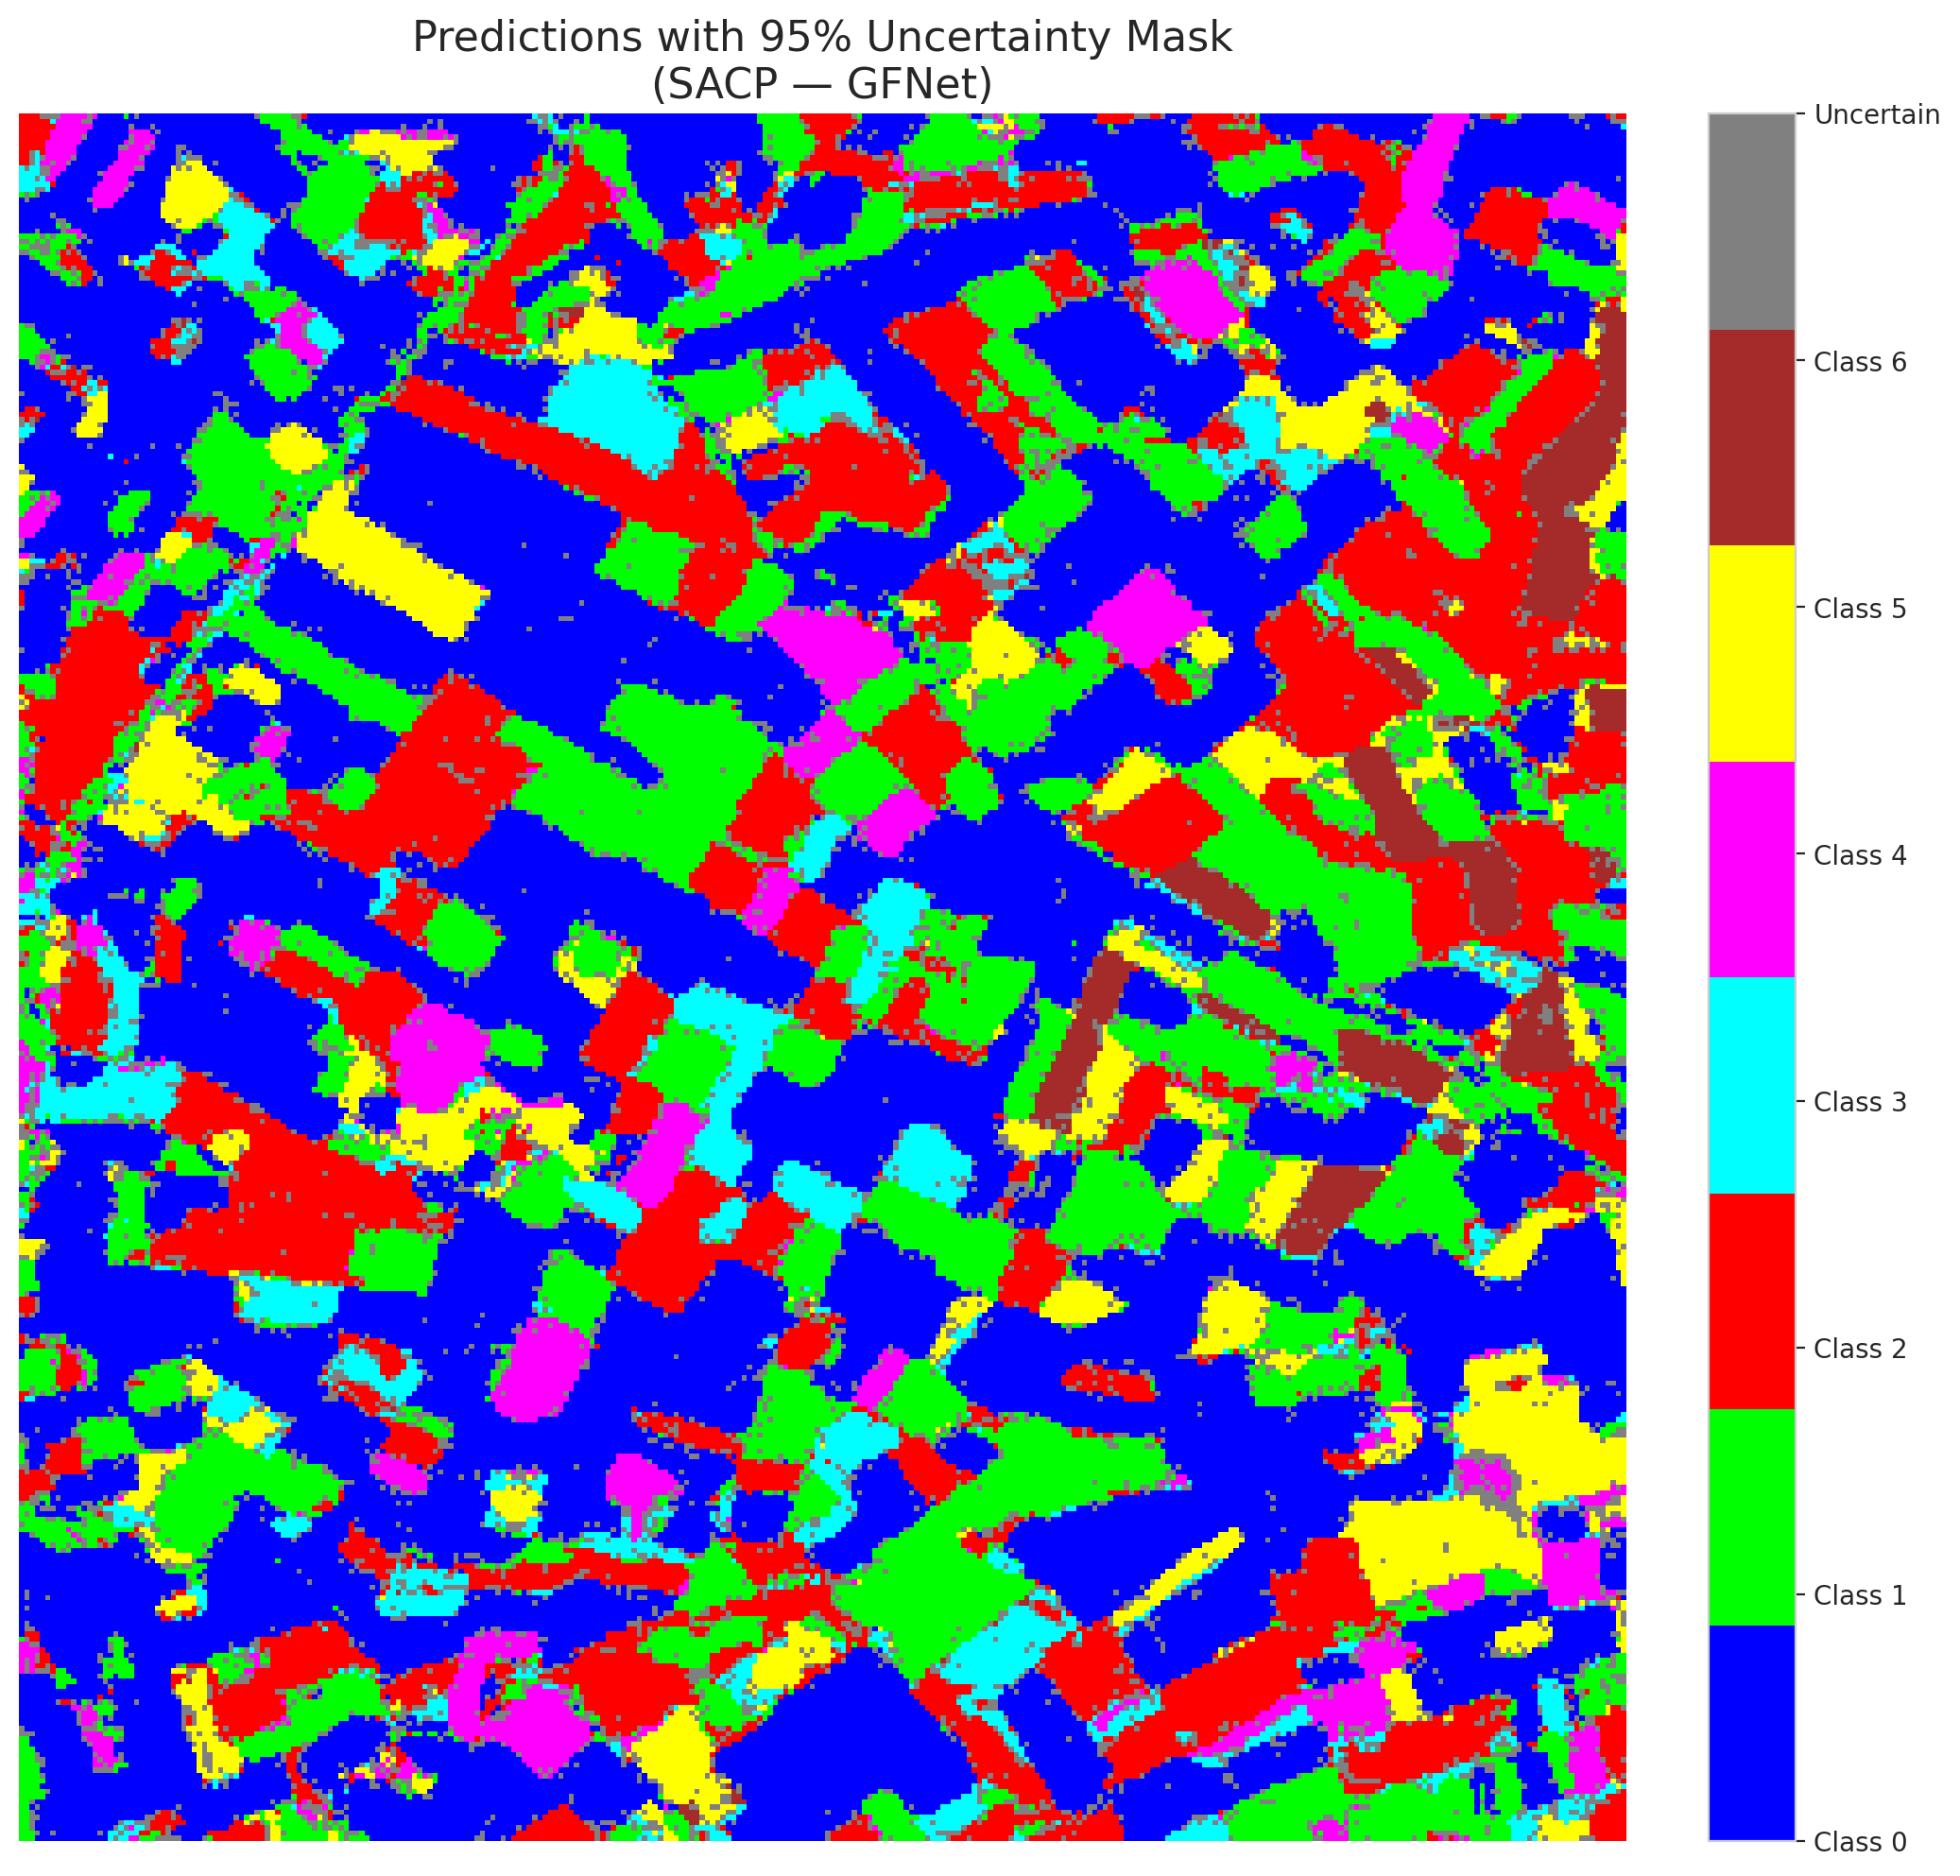 Predictions with 95% Uncertainty Mask
(SACP — GFNet)
Uncertain
Class 6
Class 5
Class 4
Class 3
Class 2
Class 1
Class 0